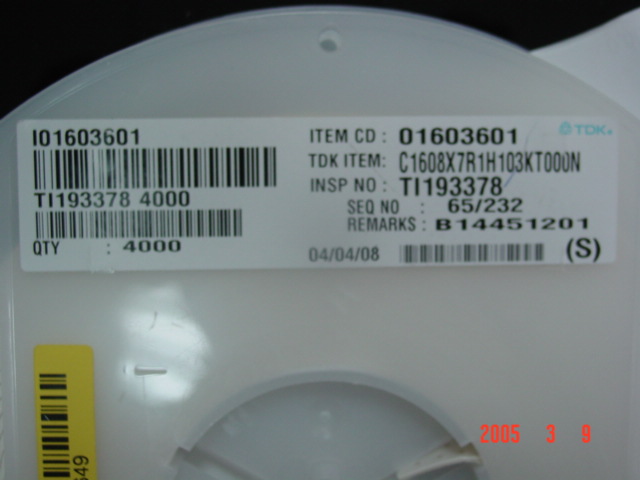 I01603601
TI193378 4000
QTY : 4000
ITEM CD : 01603601
TDK ITEM: C1608X7R1H103KT000N
INSP NO : TI193378
SEQ NO : 65/232
REMARKS : B14451201
04/04/08
(S)
TDK
649
2005 3 9